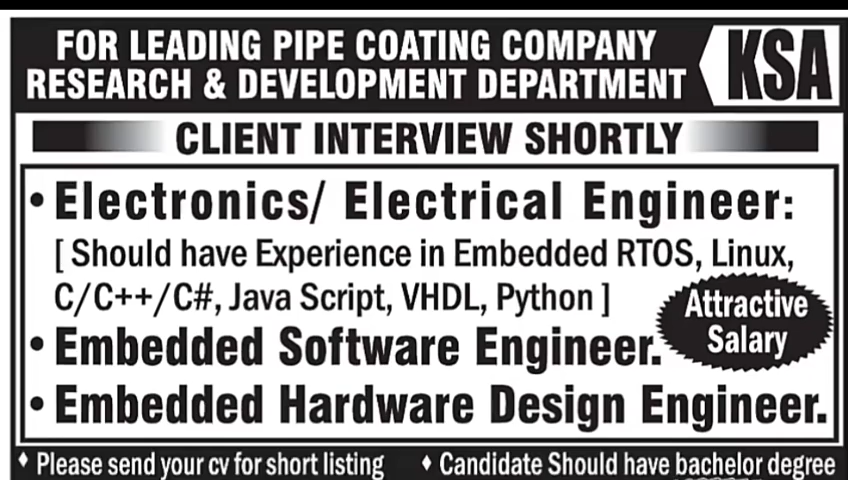 FOR LEADING PIPE COATING COMPANY
RESEARCH & DEVELOPMENT DEPARTMENT
KSA
CLIENT INTERVIEW SHORTLY
• Electronics/ Electrical Engineer:
[ Should have Experience in Embedded RTOS, Linux,
C/C++/C#, Java Script, VHDL, Python ]
Attractive
Salary
• Embedded Software Engineer.
• Embedded Hardware Design Engineer.
♦ Please send your cv for short listing ♦ Candidate Should have bachelor degree